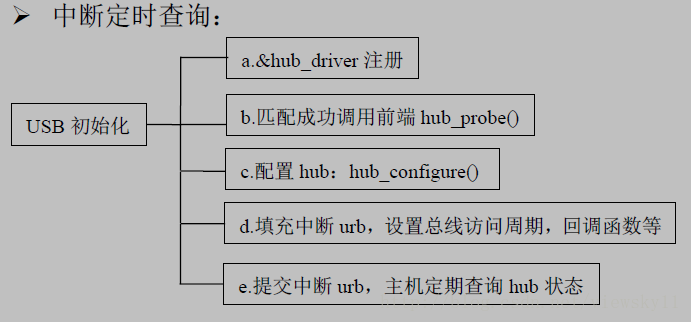 ➢ 中断定时查询：
a.&hub_driver 注册
b.匹配成功调用前端 hub_probe()
USB 初始化
c.配置 hub：hub_configure()
d.填充中断 urb，设置总线访问周期，回调函数等
e.提交中断 urb，主机定期查询 hub 状态